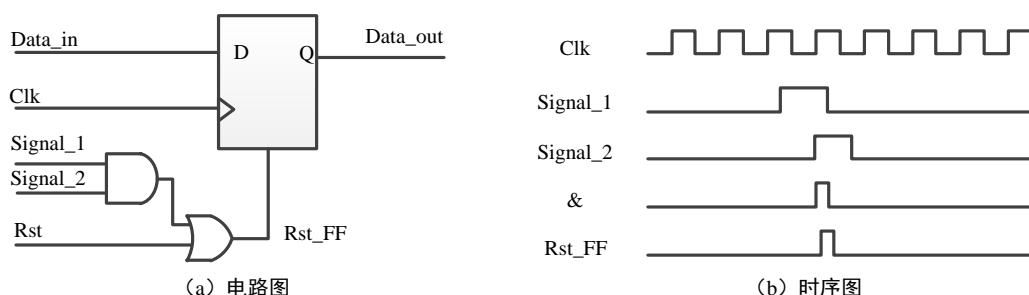 Data_in
D
Q
Data_out
Clk
Signal_1
Signal_2
Rst
Rst_FF
（a）电路图
Clk
Signal_1
Signal_2
&
Rst_FF
（b）时序图